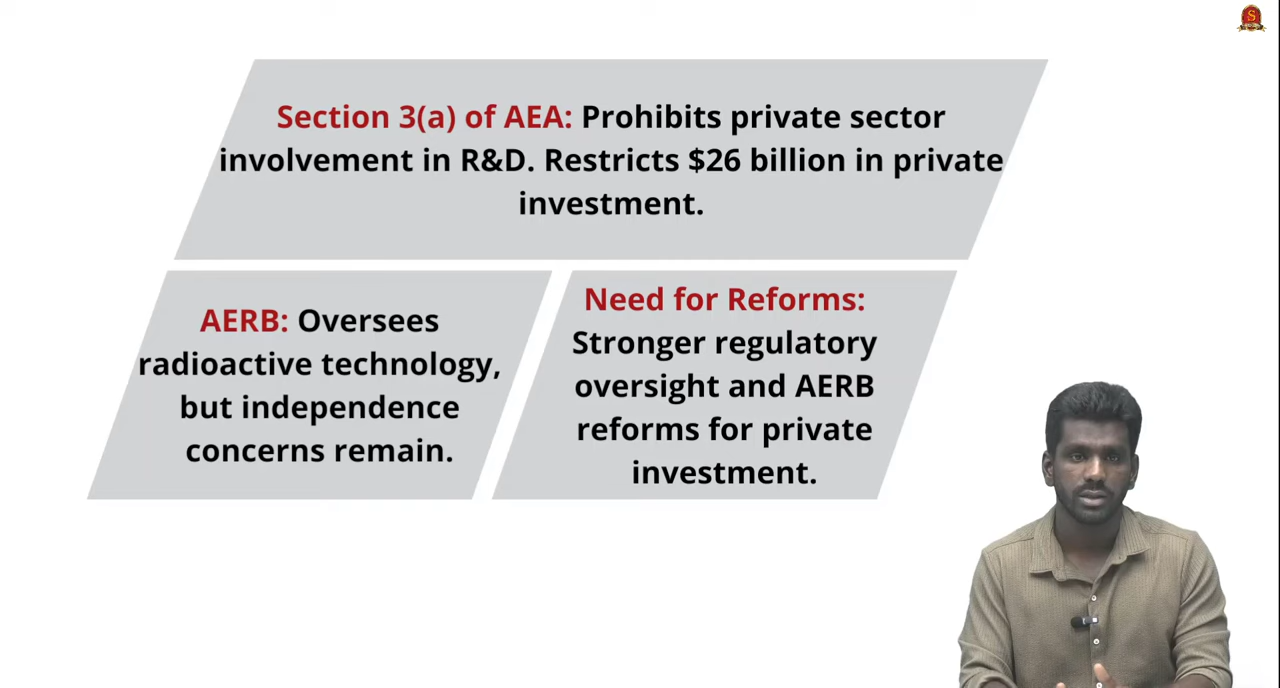 Section 3(a) of AEA: Prohibits private sector
involvement in R&D. Restricts $26 billion in private
investment.
AERB: Oversees
radioactive technology,
but independence
concerns remain.
Need for Reforms:
Stronger regulatory
oversight and AERB
reforms for private
investment.